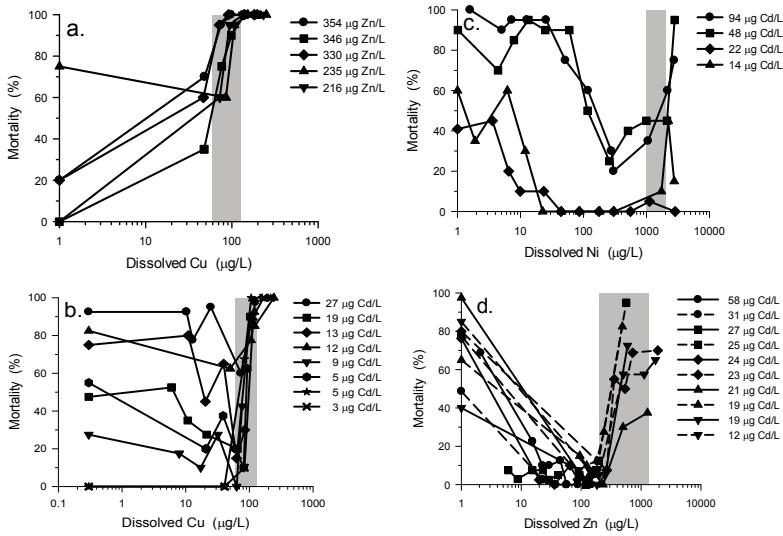 a.
Mortality (%)
100
80
60
40
20
0
1
10
100
1000
Dissolved Cu (µg/L)
354 µg Zn/L
346 µg Zn/L
330 µg Zn/L
235 µg Zn/L
216 µg Zn/L
c.
Mortality (%)
100
80
60
40
20
0
1
10
100
1000
10000
Dissolved Ni (µg/L)
94 µg Cd/L
48 µg Cd/L
22 µg Cd/L
14 µg Cd/L
b.
Mortality (%)
100
80
60
40
20
0
0.1
1
10
100
1000
Dissolved Cu (µg/L)
27 µg Cd/L
19 µg Cd/L
13 µg Cd/L
12 µg Cd/L
9 µg Cd/L
5 µg Cd/L
5 µg Cd/L
3 µg Cd/L
d.
Mortality (%)
100
80
60
40
20
0
1
10
100
1000
10000
Dissolved Zn (µg/L)
58 µg Cd/L
31 µg Cd/L
27 µg Cd/L
25 µg Cd/L
24 µg Cd/L
23 µg Cd/L
21 µg Cd/L
19 µg Cd/L
19 µg Cd/L
12 µg Cd/L